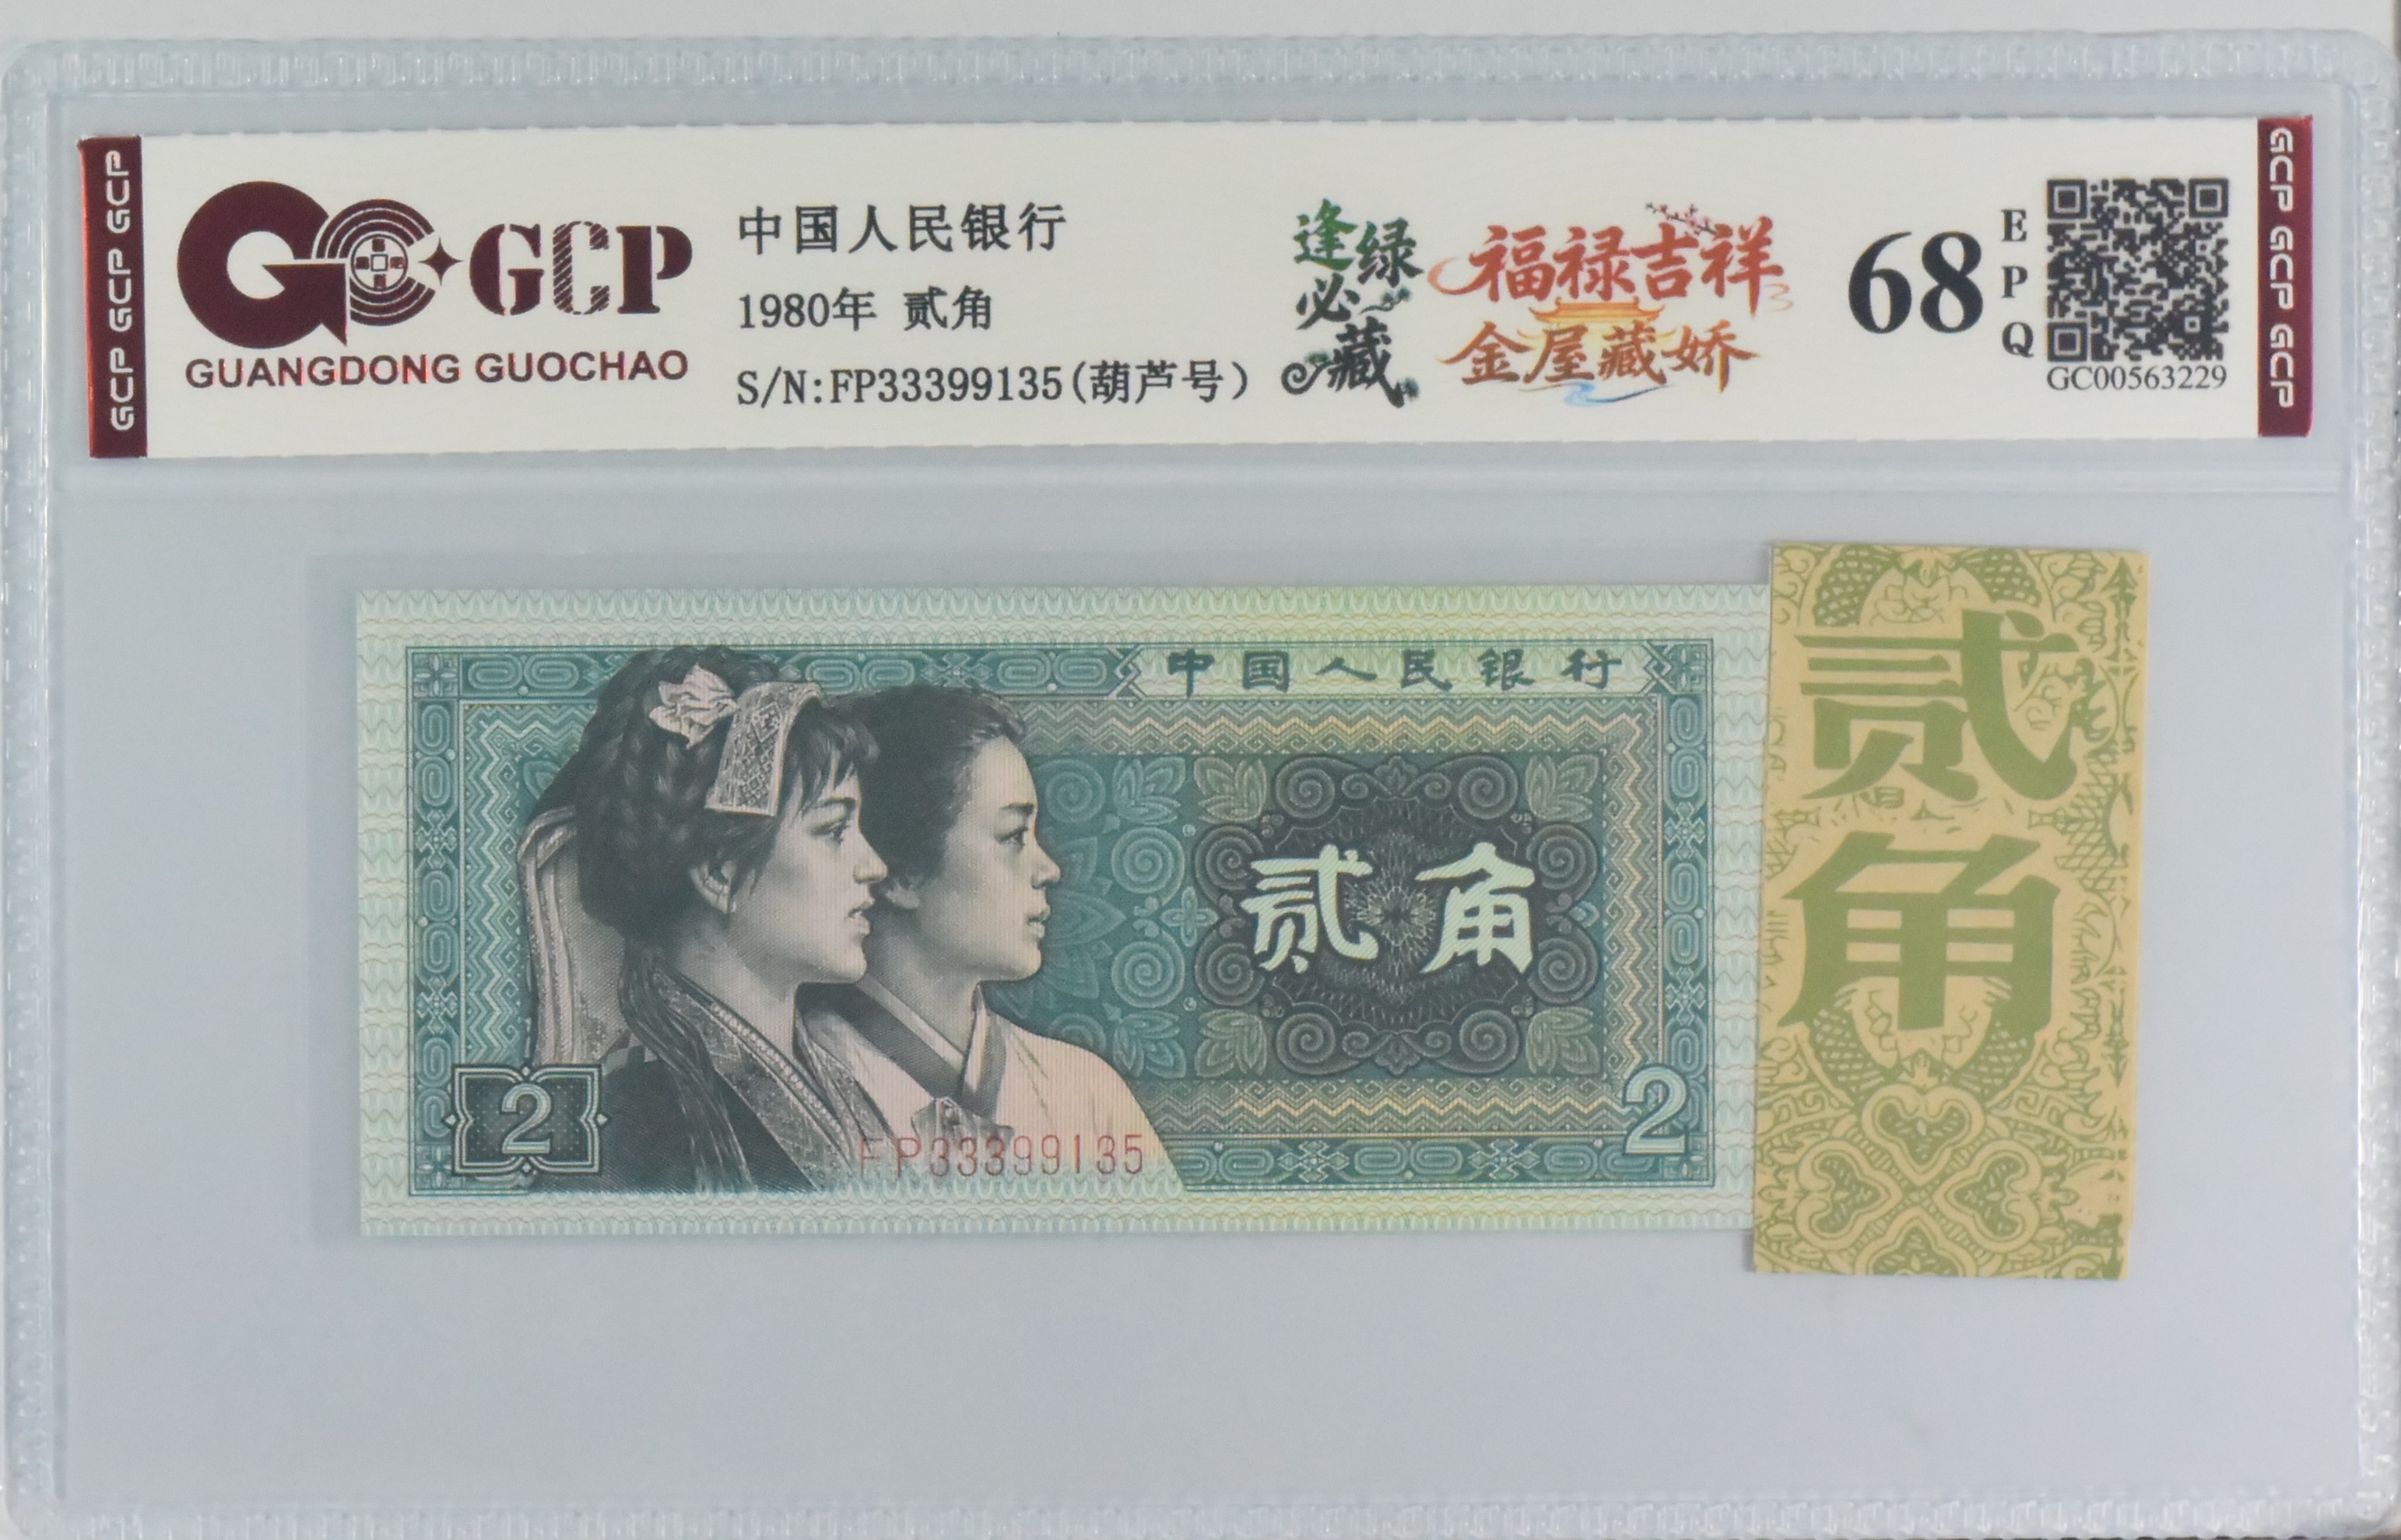 GCP GCP GCP
GCP
GUANGDONG GUOCHAO
中国人民银行
1980年 贰角
S/N:FP33399135(葫芦号)
逢绿
必藏
福禄吉祥
金屋藏娇
68
EPQ
GC00563229
GCP GCP GCP
中国人民银行
贰角
2
2
FP33399135
贰
角